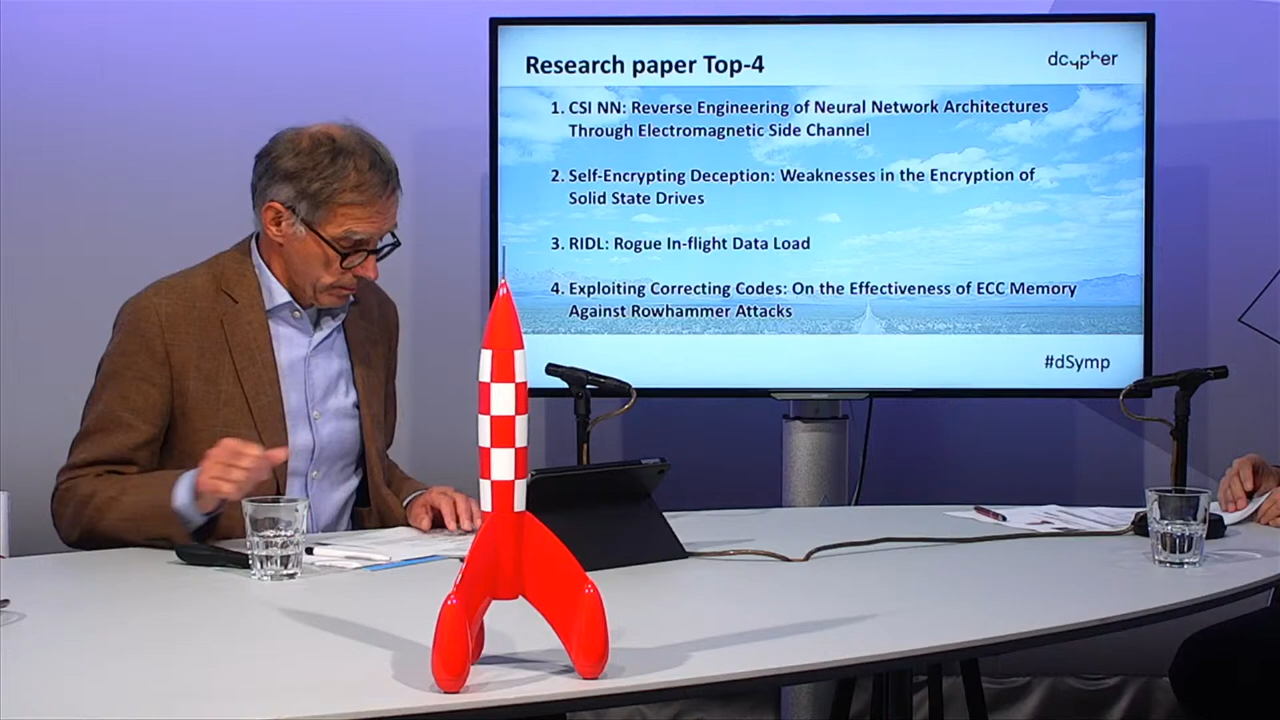 Research paper Top-4
dcypher
1. CSI NN: Reverse Engineering of Neural Network Architectures
Through Electromagnetic Side Channel
2. Self-Encrypting Deception: Weaknesses in the Encryption of
Solid State Drives
3. RIDL: Rogue In-flight Data Load
4. Exploiting Correcting Codes: On the Effectiveness of ECC Memory
Against Rowhammer Attacks
#dSymp